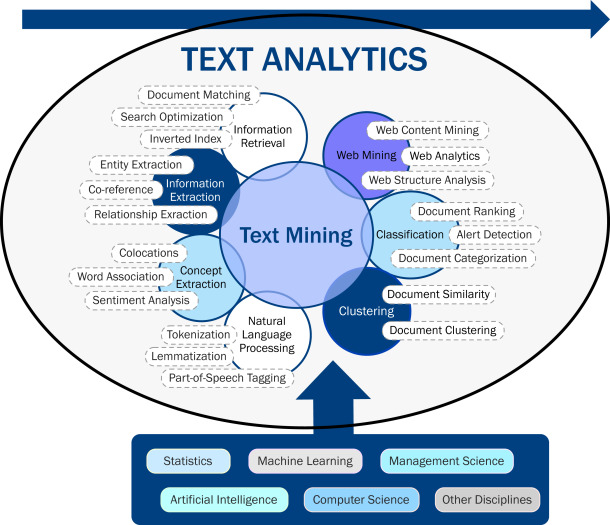 TEXT ANALYTICS
Document Matching
Search Optimization
Inverted Index
Information
Retrieval
Entity Extraction
Co-reference
Relationship Exraction
Information
Extraction
Colocations
Word Association
Sentiment Analysis
Concept
Extraction
Tokenization
Lemmatization
Part-of-Speech Tagging
Natural
Language
Processing
Text Mining
Web Mining
Web Content Mining
Web Analytics
Web Structure Analysis
Classification
Document Ranking
Alert Detection
Document Categorization
Clustering
Document Similarity
Document Clustering
Statistics
Machine Learning
Management Science
Artificial Intelligence
Computer Science
Other Disciplines